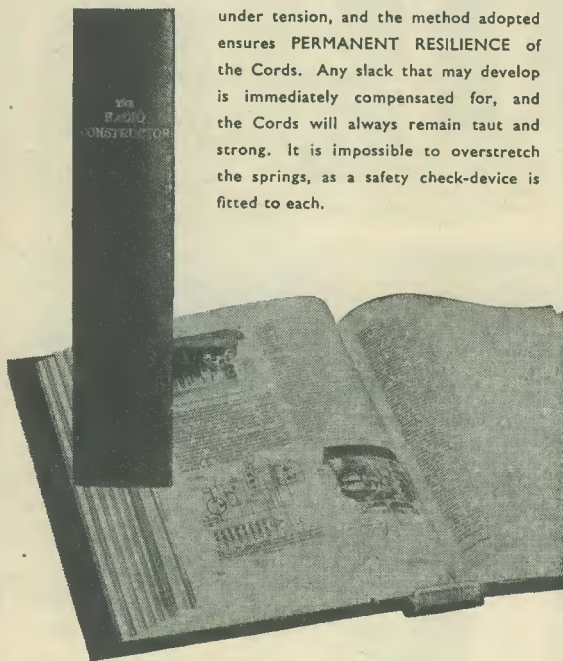 under tension, and the method adopted
ensures PERMANENT RESILIENCE of
the Cords. Any slack that may develop
is immediately compensated for, and
the Cords will always remain taut and
strong. It is impossible to overstretch
the springs, as a safety check-device is
fitted to each.
THE
RADIO
CONSTRUCTOR